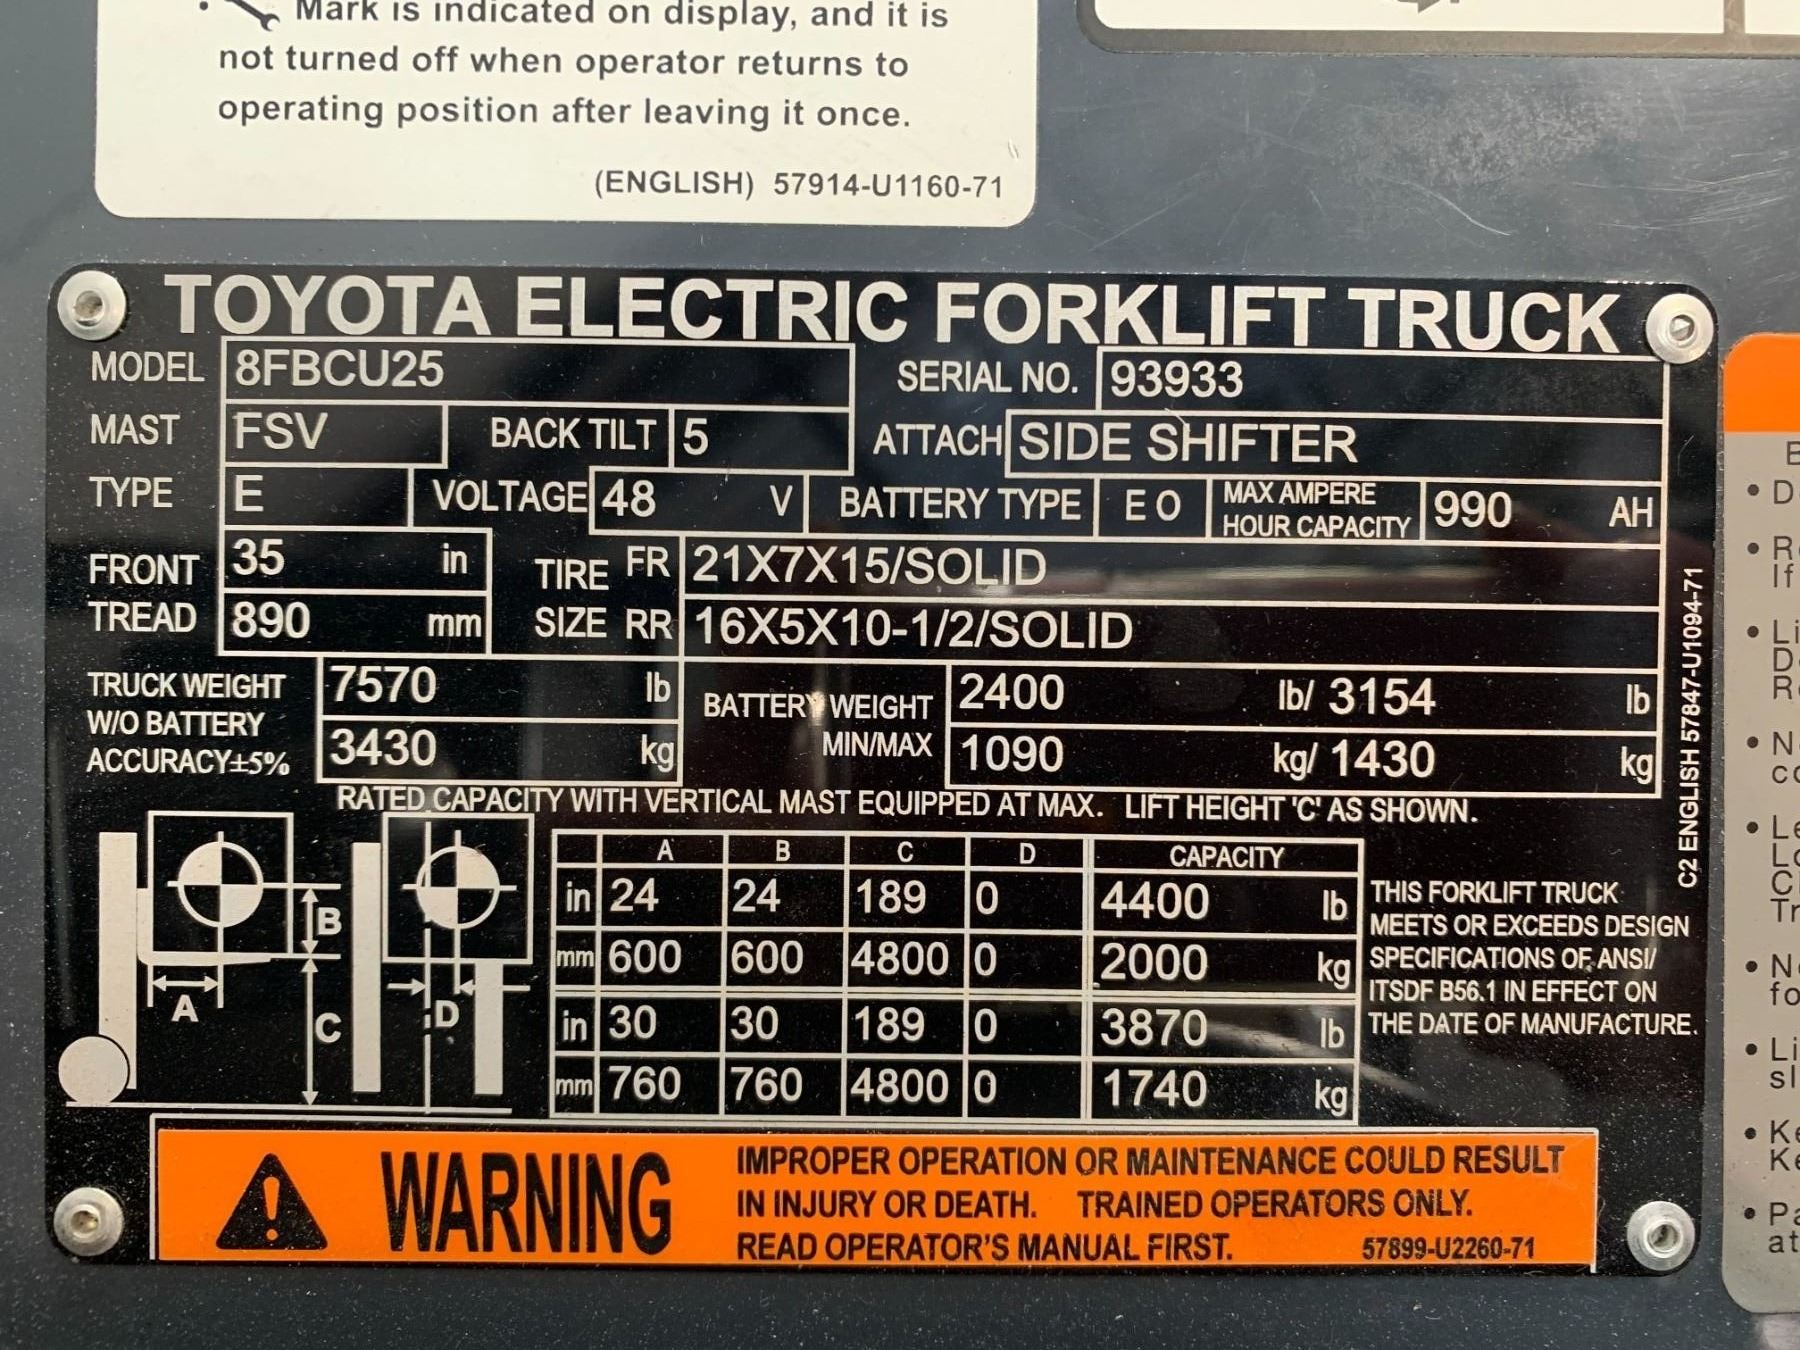 • Mark is indicated on display, and it is
not turned off when operator returns to
operating position after leaving it once.
(ENGLISH) 57914-U1160-71
TOYOTA ELECTRIC FORKLIFT TRUCK
MODEL 8FBCU25 SERIAL NO. 93933
MAST FSV BACK TILT 5 ATTACH SIDE SHIFTER
TYPE E VOLTAGE 48 V BATTERY TYPE E O MAX AMPERE HOUR CAPACITY 990 AH
FRONT TREAD 35 in TIRE SIZE FR 21X7X15/SOLID
890 mm RR 16X5X10-1/2/SOLID
TRUCK WEIGHT W/O BATTERY ACCURACY±5% 7570 lb BATTERY WEIGHT MIN/MAX 2400 lb/ 3154 lb
3430 kg 1090 kg/ 1430 kg
RATED CAPACITY WITH VERTICAL MAST EQUIPPED AT MAX. LIFT HEIGHT 'C' AS SHOWN.
A B C D CAPACITY
in 24 24 189 0 4400 lb
mm 600 600 4800 0 2000 kg
in 30 30 189 0 3870 lb
mm 760 760 4800 0 1740 kg
B
A
C
D
THIS FORKLIFT TRUCK
MEETS OR EXCEEDS DESIGN
SPECIFICATIONS OF ANSI/
ITSDF B56.1 IN EFFECT ON
THE DATE OF MANUFACTURE.
C2 ENGLISH 57847-U1094-71
WARNING
IMPROPER OPERATION OR MAINTENANCE COULD RESULT
IN INJURY OR DEATH. TRAINED OPERATORS ONLY.
READ OPERATOR'S MANUAL FIRST. 57899-U2260-71
If